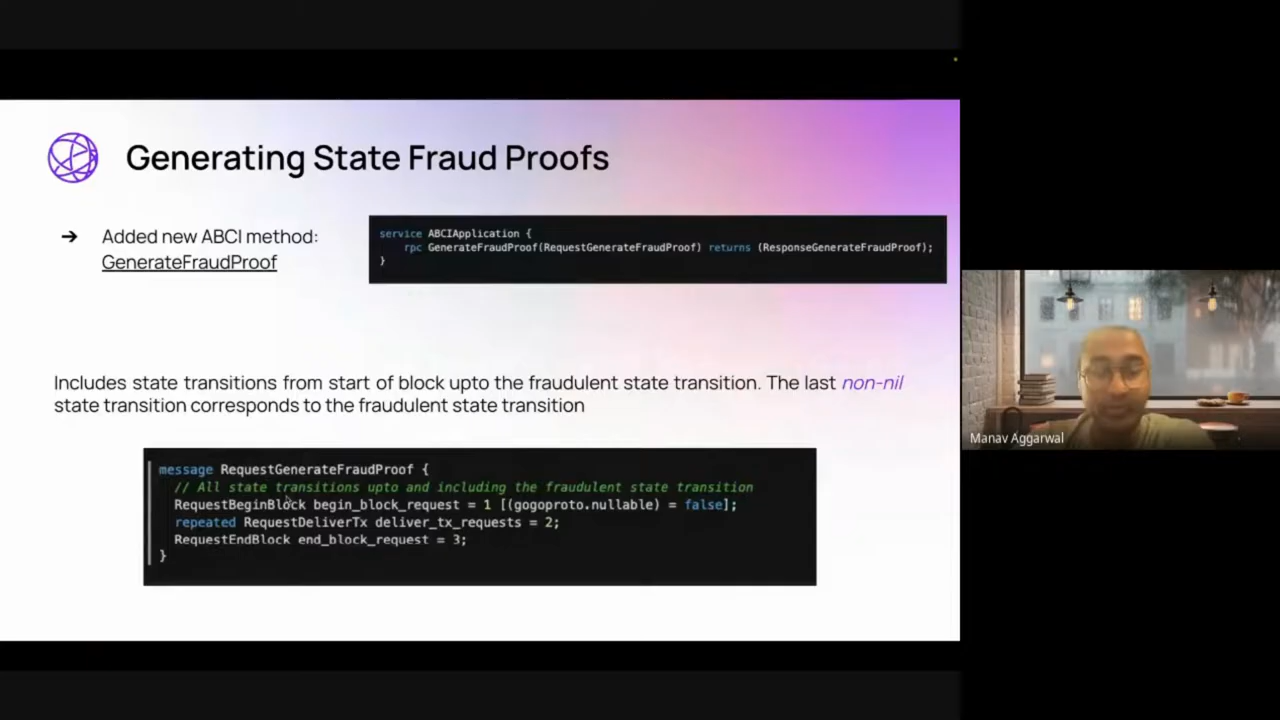 Generating State Fraud Proofs
➔ Added new ABCI method:
GenerateFraudProof
service ABCIApplication {
rpc GenerateFraudProof(RequestGenerateFraudProof) returns (ResponseGenerateFraudProof);
}
Includes state transitions from start of block upto the fraudulent state transition. The last non-nil
state transition corresponds to the fraudulent state transition
message RequestGenerateFraudProof {
// All state transitions upto and including the fraudulent state transition
RequestBeginBlock begin_block_request = 1 [(gogoproto.nullable) = false];
repeated RequestDeliverTx deliver_tx_requests = 2;
RequestEndBlock end_block_request = 3;
}
Manav Aggarwal